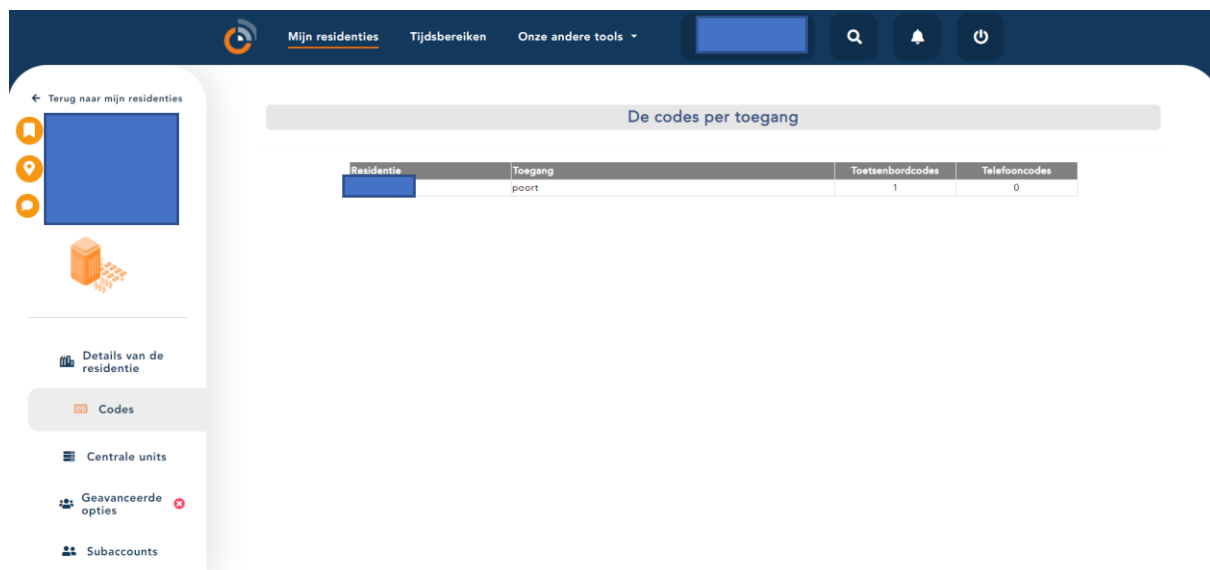 Mijn residenties Tijdsbereiken Onze andere tools
← Terug naar mijn residenties
De codes per toegang
Residentie Toegang Toetsenbordcodes Telefooncodes
poort 1 0
Details van de
residentie
Codes
Centrale units
Geavanceerde
opties
Subaccounts